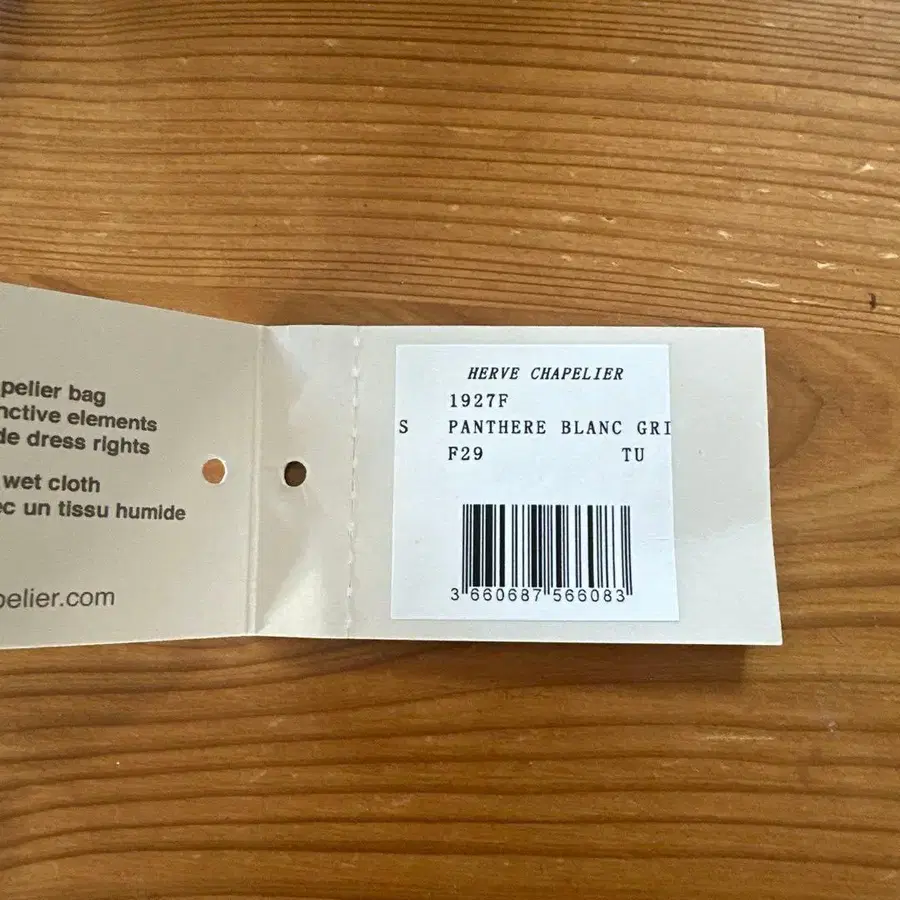 pelier bag
nctive elements
de dress rights
wet cloth
ec un tissu humide
pelier.com
HERVE CHAPELIER
1927F
S PANTHERE BLANC GRI
F29 TU
3 660687 566083